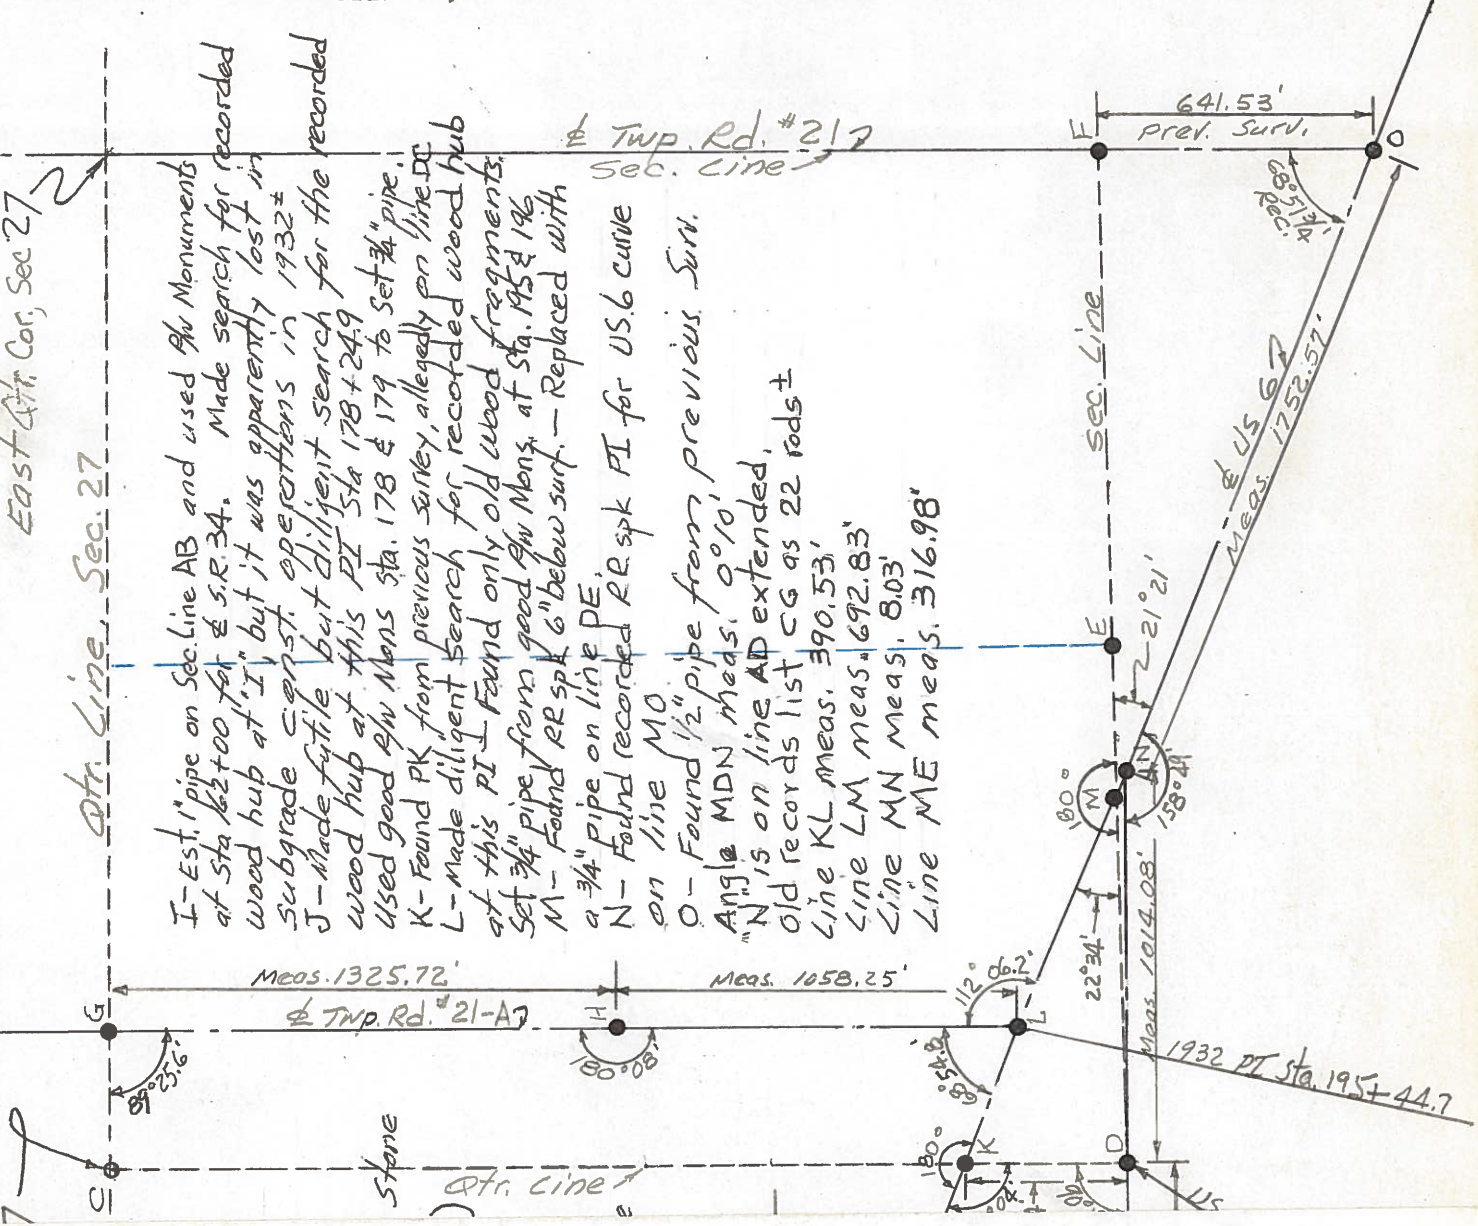 East Qtr. Cor, Sec 27
Qtr. Line, Sec. 27
I-Est. 1" pipe on Sec. Line AB and used R/W Monuments
at Sta 162+00 for ℄ S.R. 34. Made search for recorded
wood hub at "I" but it was apparently lost in
subgrade const. operations in 1932±
J-Made futile but diligent search for the recorded
wood hub at this PI Sta 178+24.9
Used good R/W Mons Sta. 178 & 179 to Set 3/4" pipe.
K-Found PK from previous survey, allegedly on line DC
L-Made diligent search for recorded wood hub
at this PI - Found only old wood fragments.
Set 3/4" pipe from good R/W Mons. at Sta. 195 & 196
M- Found RR spk 6" below surf. - Replaced with
a 3/4" pipe on line DE.
N- Found recorded RR. spk PI for US.6 curve
on line MO
O- Found 1/2" pipe from previous Surv.
Angle MDN meas. 0°10'
"N" is on line AD extended.
Old records list CG as 22 rods±
Line KL meas. 390.53'
Line LM meas. 692.83'
Line MN meas. 8.03'
Line ME meas. 316.98"
℄ Twp. Rd. #21
Sec. Line
F
641.53'
Prev. Surv.
O
68°51¾'
Rec.
Sec. Line
℄ US 6
Meas. 1752.57'
E
21°21'
N
M
180°
158°49'
22°34'
Meas. 1014.08'
Meas. 1325.72'
Meas. 1058.25'
℄ Twp. Rd. #21-A
G
89°25.6'
H
180°08'
112°
06.2'
L
68°54.8'
1932 PI Sta. 195+44.7
C
Stone
Qtr. Line
180°
K
D
US